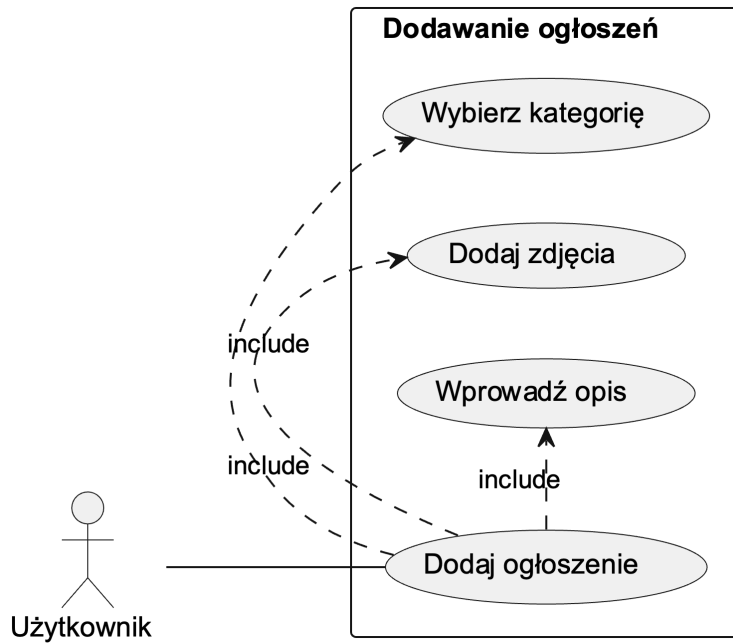 Dodawanie ogłoszeń
Wybierz kategorię
Dodaj zdjęcia
include
Wprowadź opis
include
include
Dodaj ogłoszenie
Użytkownik